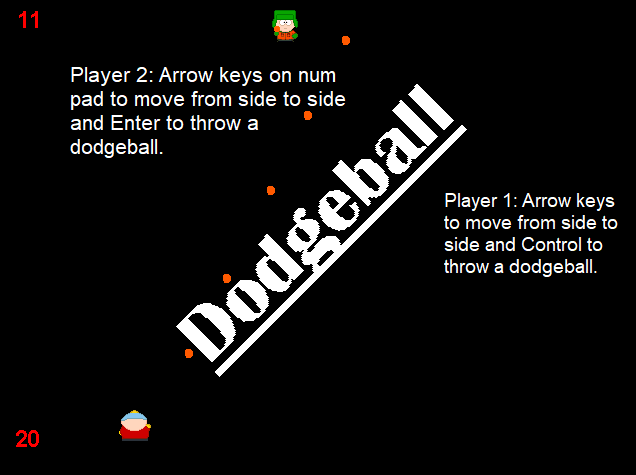 11
Player 2: Arrow keys on num
pad to move from side to side
and Enter to throw a
dodgeball.
Dodgeball
Player 1: Arrow keys
to move from side to
side and Control to
throw a dodgeball.
20